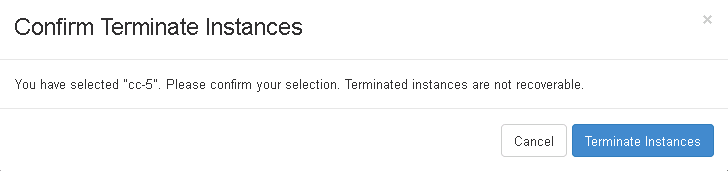 Confirm Terminate Instances
×
You have selected "cc-5". Please confirm your selection. Terminated instances are not recoverable.
Cancel
Terminate Instances